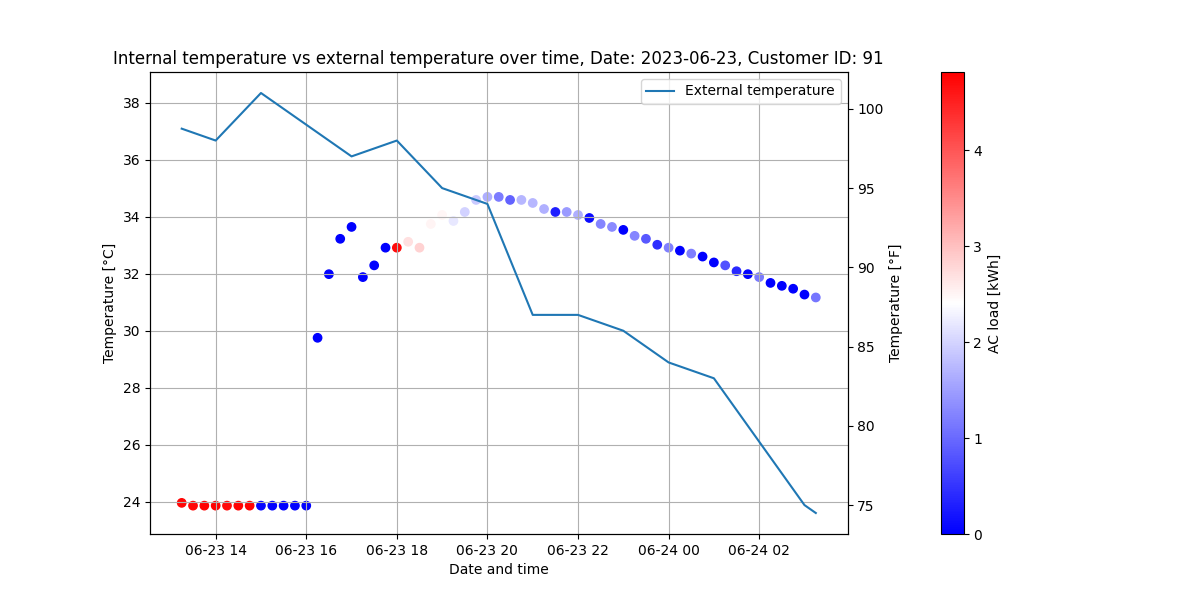 Internal temperature vs external temperature over time, Date: 2023-06-23, Customer ID: 91
External temperature
38
36
34
32
30
28
26
24
Temperature [°C]
100
95
90
85
80
75
Temperature [°F]
4
3
2
1
0
AC load [kWh]
06-23 14 06-23 16 06-23 18 06-23 20 06-23 22 06-24 00 06-24 02
Date and time